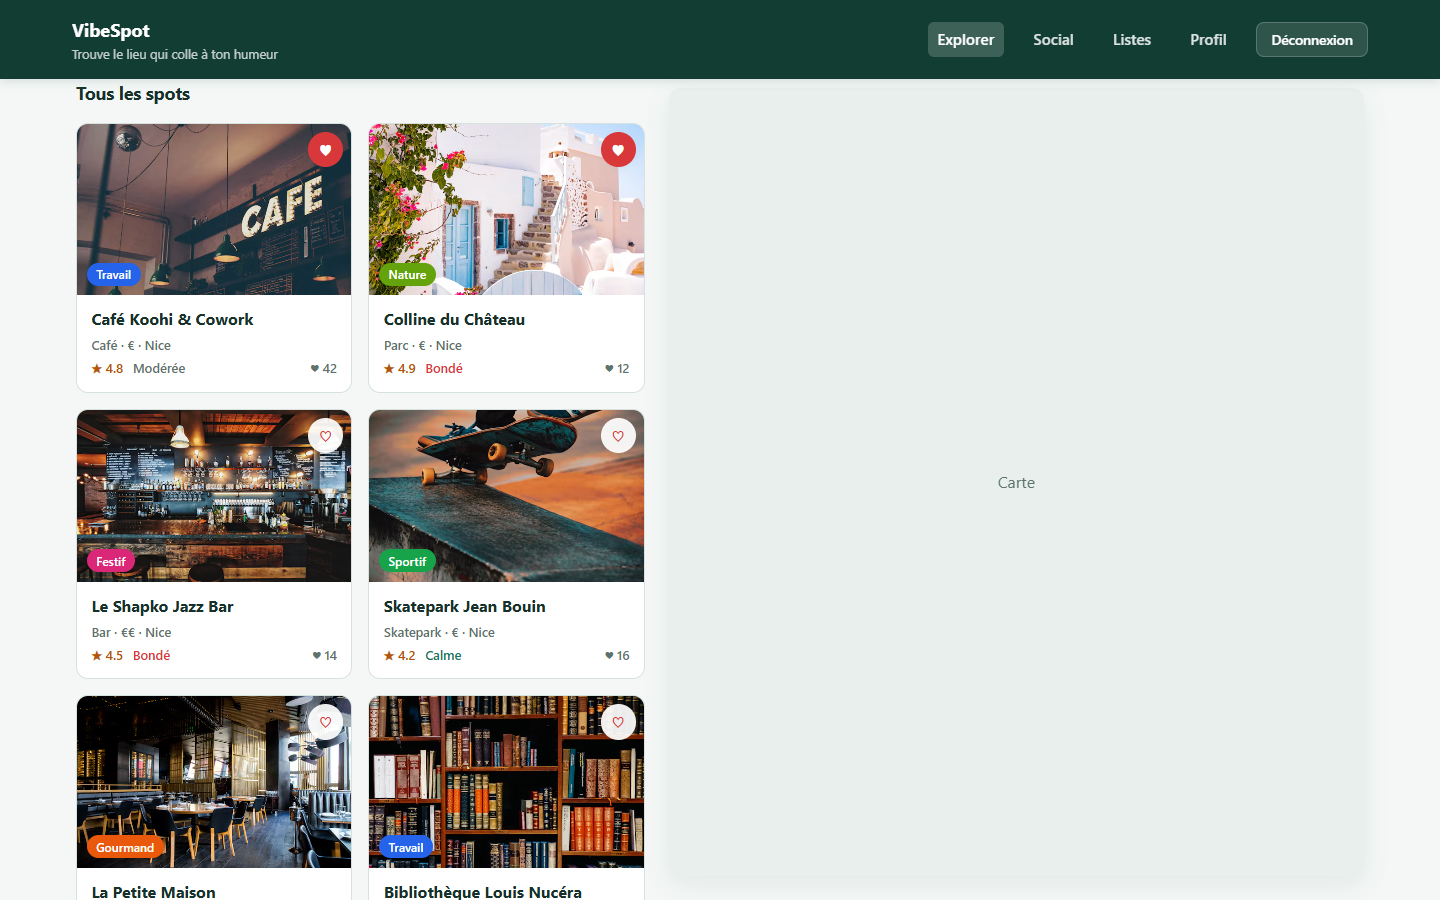 VibeSpot
Trouve le lieu qui colle à ton humeur
Explorer
Social
Listes
Profil
Déconnexion
Tous les spots
CAFE
Travail
Café Koohi & Cowork
Café · € · Nice
★ 4.8 Modérée ♥ 42
Nature
Colline du Château
Parc · € · Nice
★ 4.9 Bondé ♥ 12
Festif
Le Shapko Jazz Bar
Bar · €€ · Nice
★ 4.5 Bondé ♥ 14
Sportif
Skatepark Jean Bouin
Skatepark · € · Nice
★ 4.2 Calme ♥ 16
Gourmand
La Petite Maison
Travail
Bibliothèque Louis Nucéra
Carte